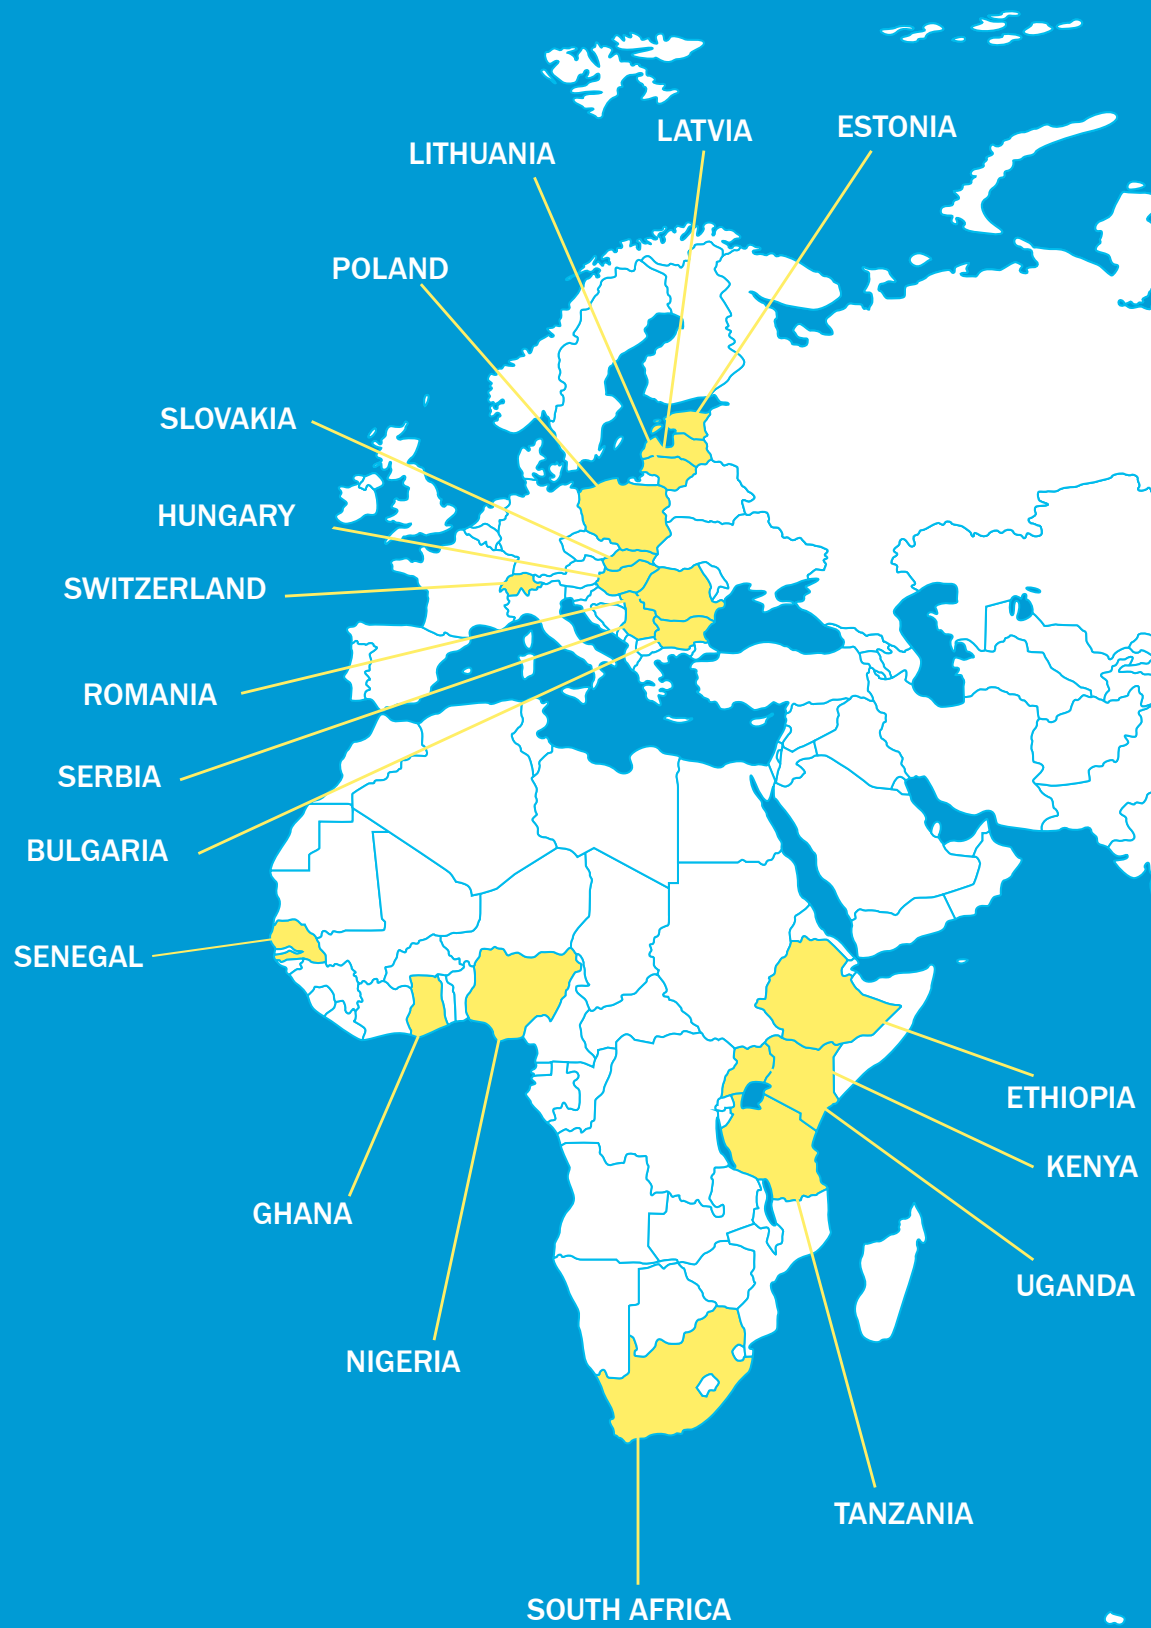 ESTONIA
LATVIA
LITHUANIA
POLAND
SLOVAKIA
HUNGARY
SWITZERLAND
ROMANIA
SERBIA
BULGARIA
SENEGAL
ETHIOPIA
KENYA
GHANA
UGANDA
NIGERIA
TANZANIA
SOUTH AFRICA